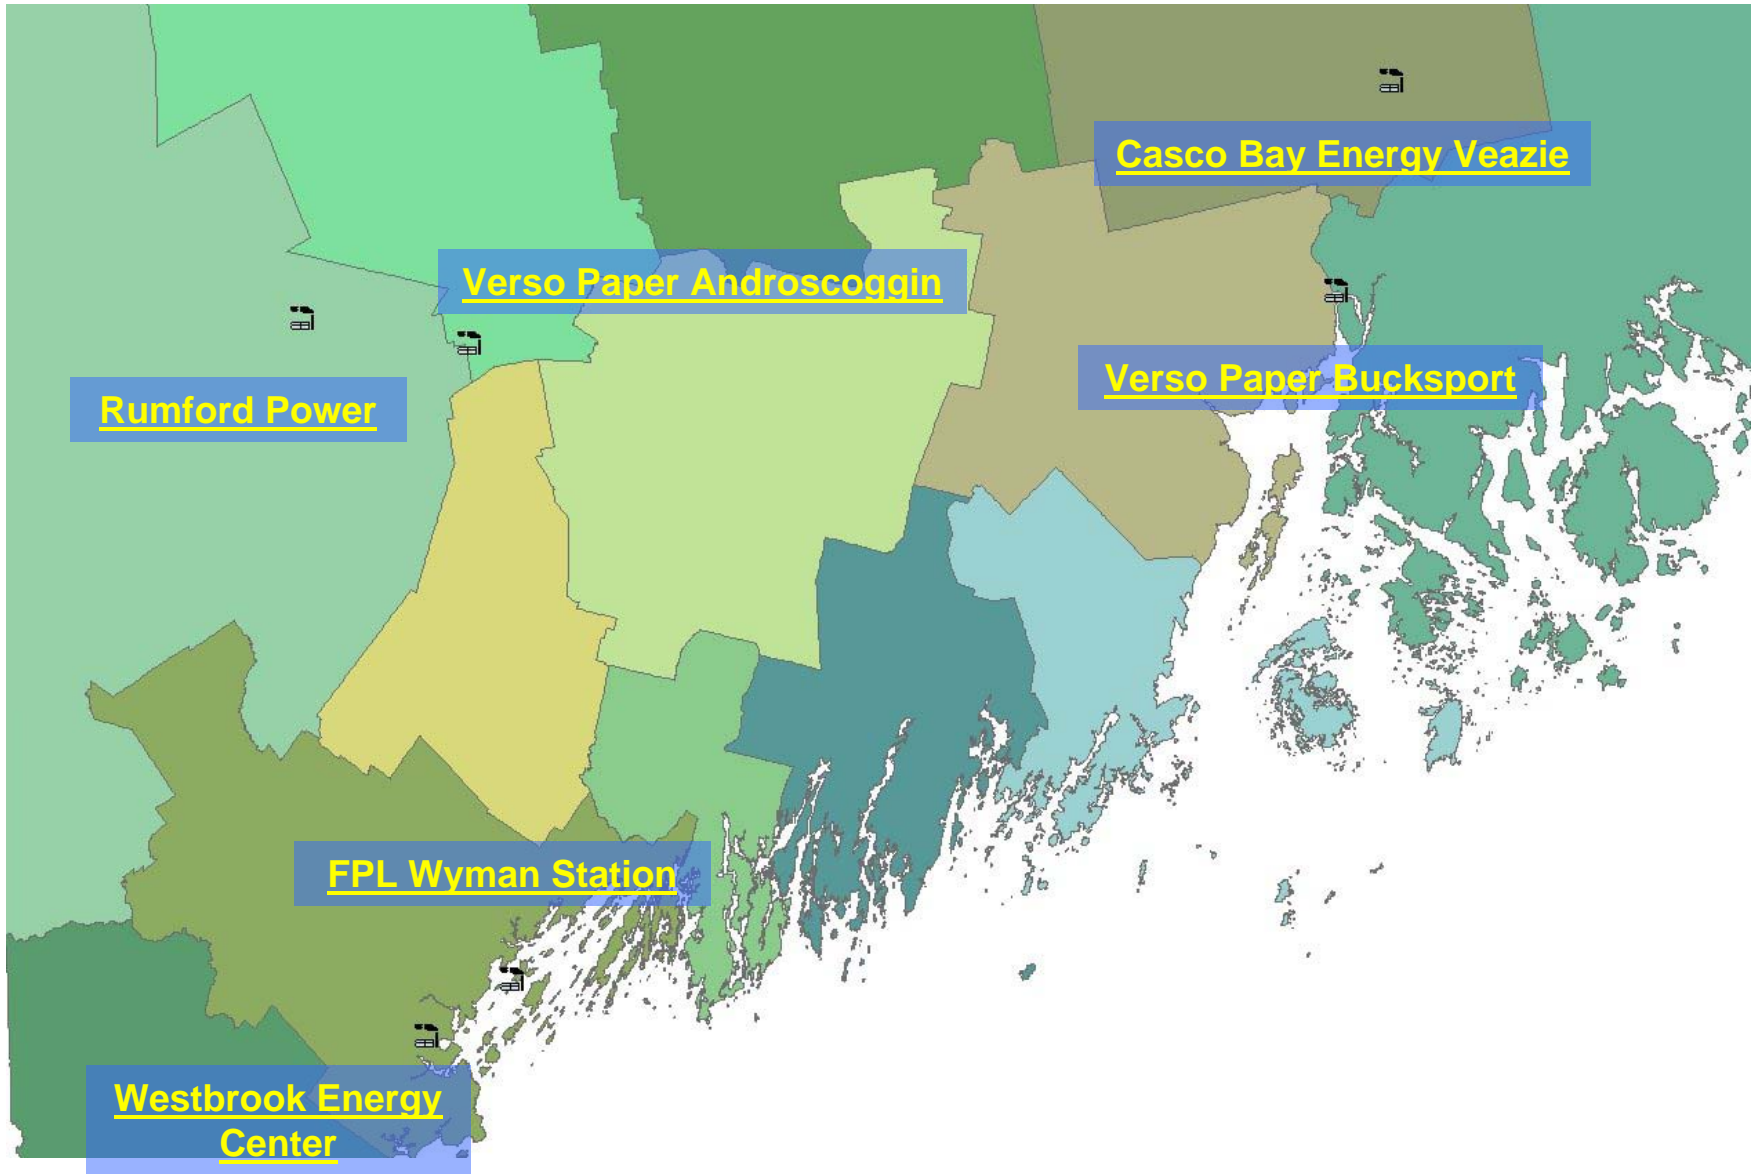 Casco Bay Energy Veazie
Verso Paper Androscoggin
Verso Paper Bucksport
Rumford Power
FPL Wyman Station
Westbrook Energy
Center